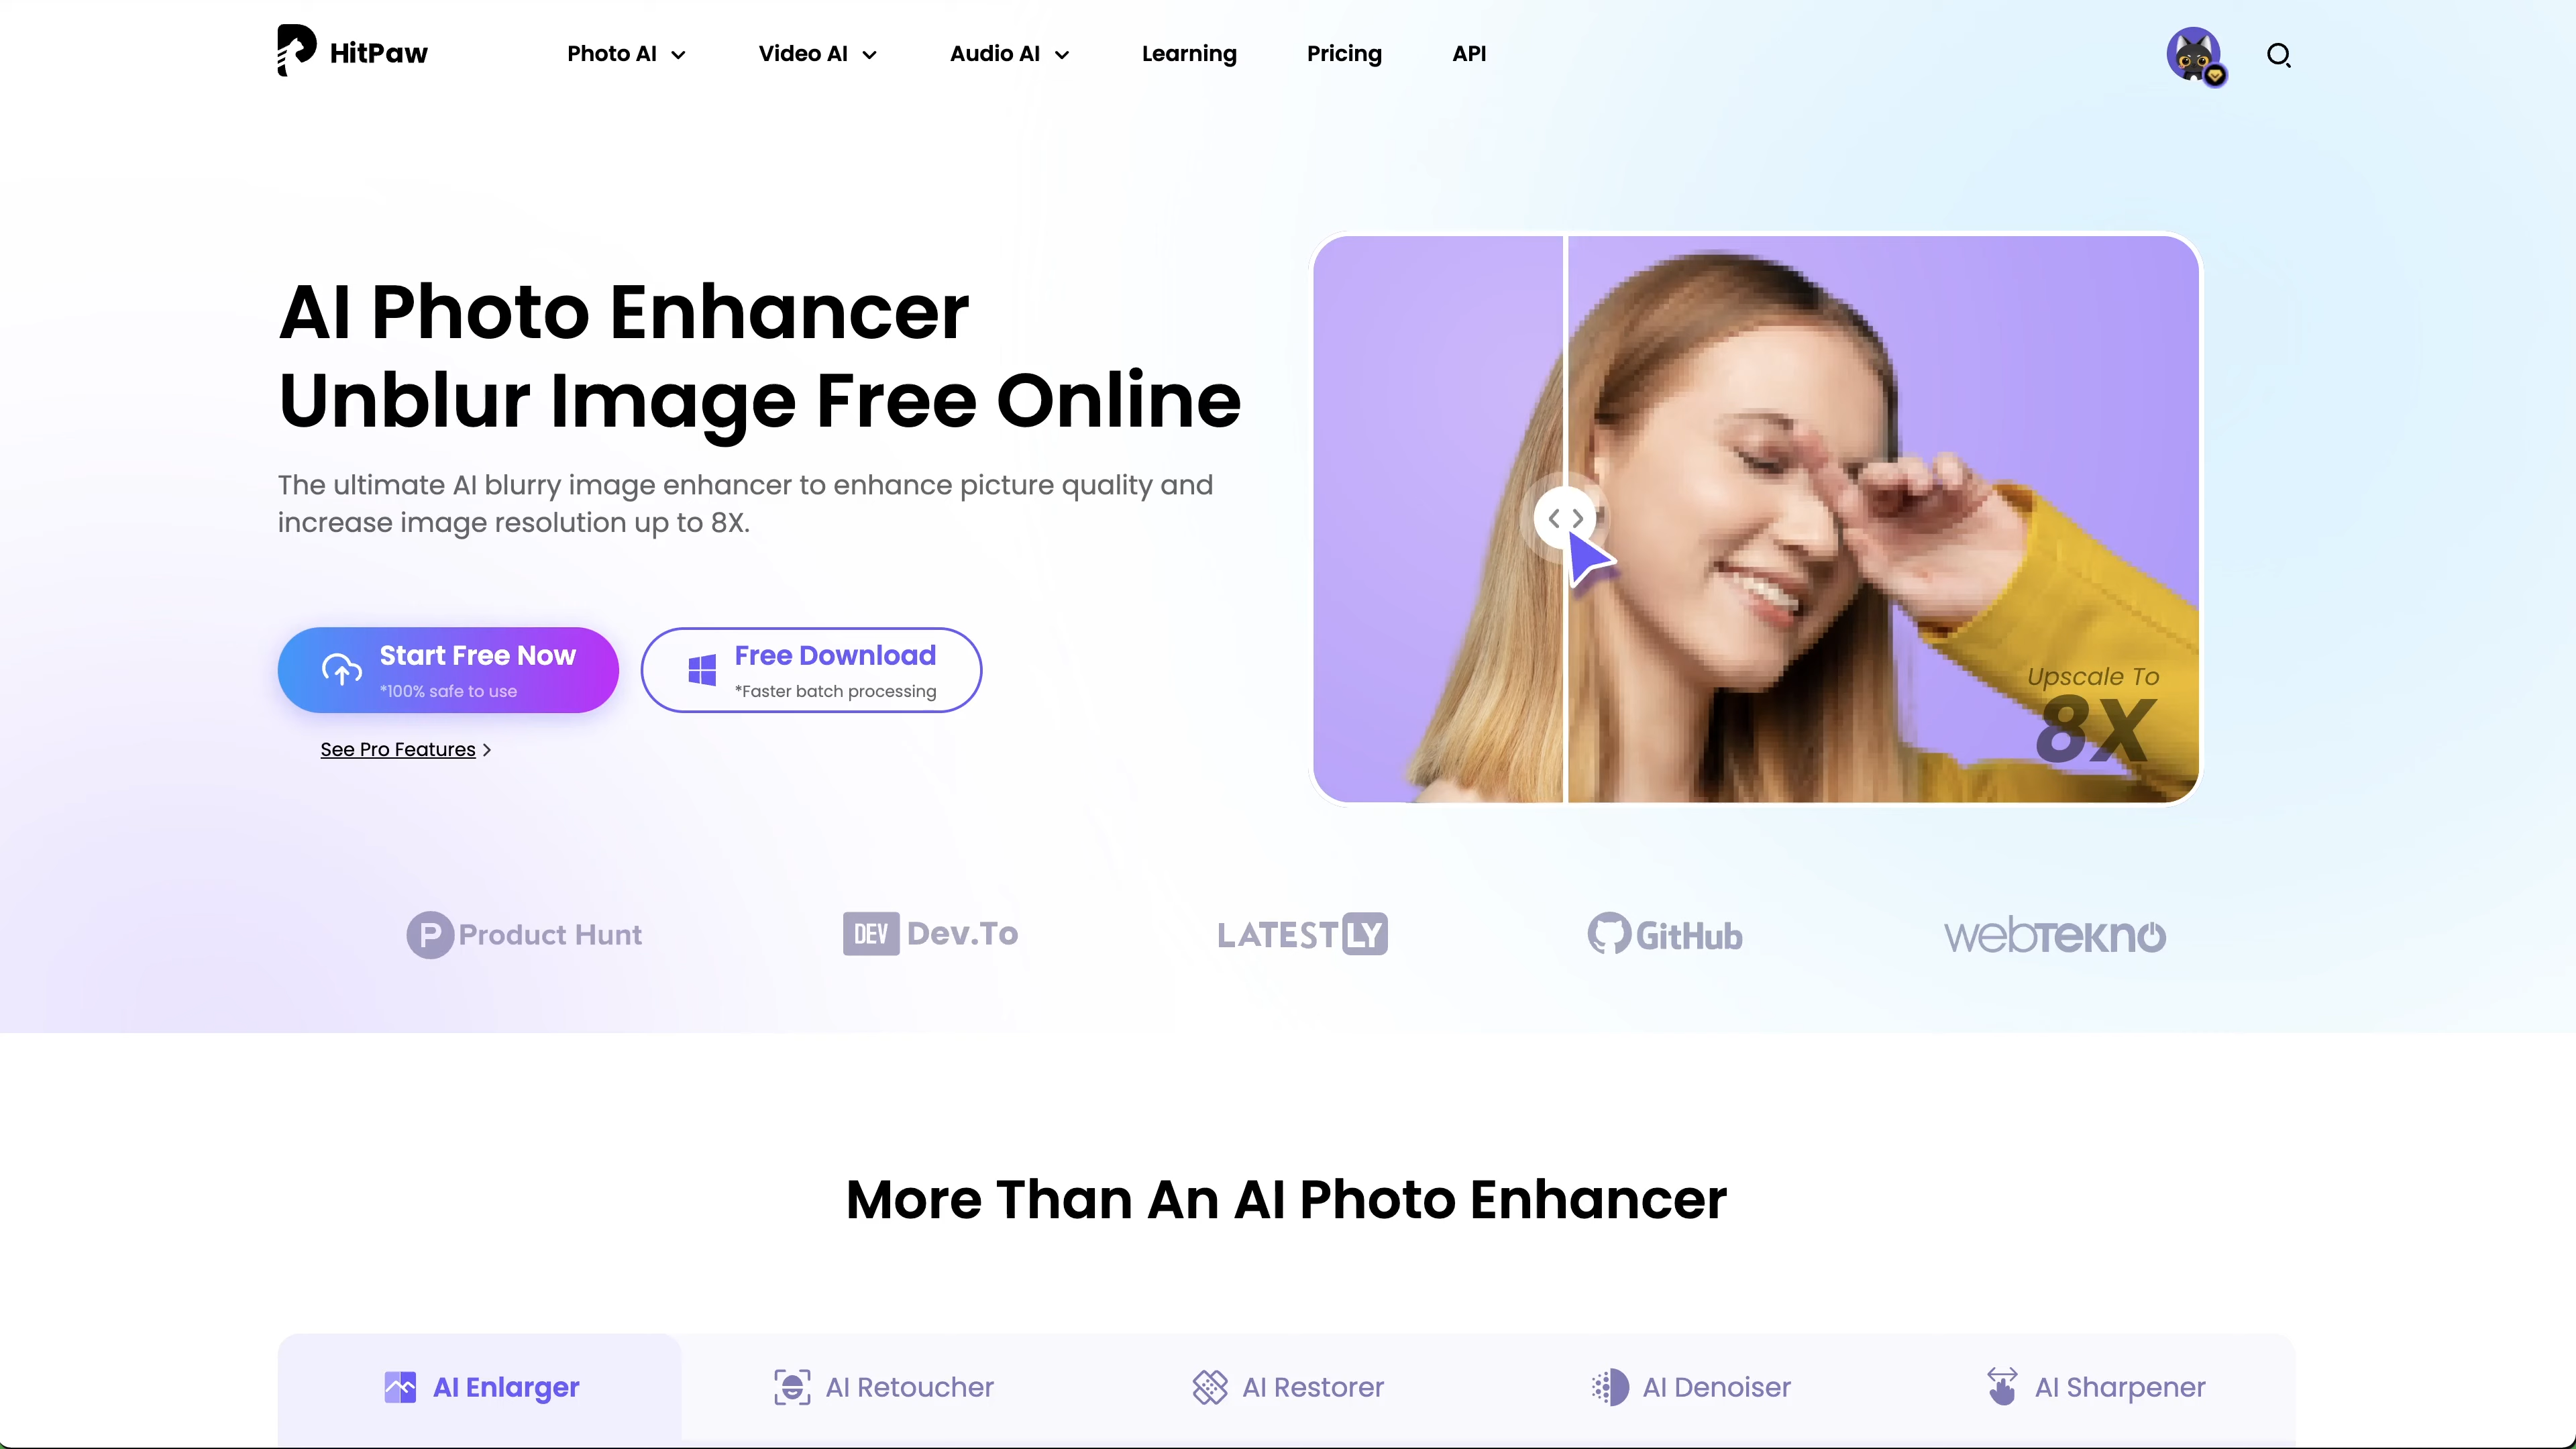 HitPaw
Photo AI
Video AI
Audio AI
Learning
Pricing
API
AI Photo Enhancer
Unblur Image Free Online
The ultimate AI blurry image enhancer to enhance picture quality and
increase image resolution up to 8X.
Start Free Now
*100% safe to use
Free Download
*Faster batch processing
See Pro Features
Upscale To
8X
P Product Hunt
DEV Dev.To
LATESTLY
GitHub
webtekno
More Than An AI Photo Enhancer
AI Enlarger
AI Retoucher
AI Restorer
AI Denoiser
AI Sharpener